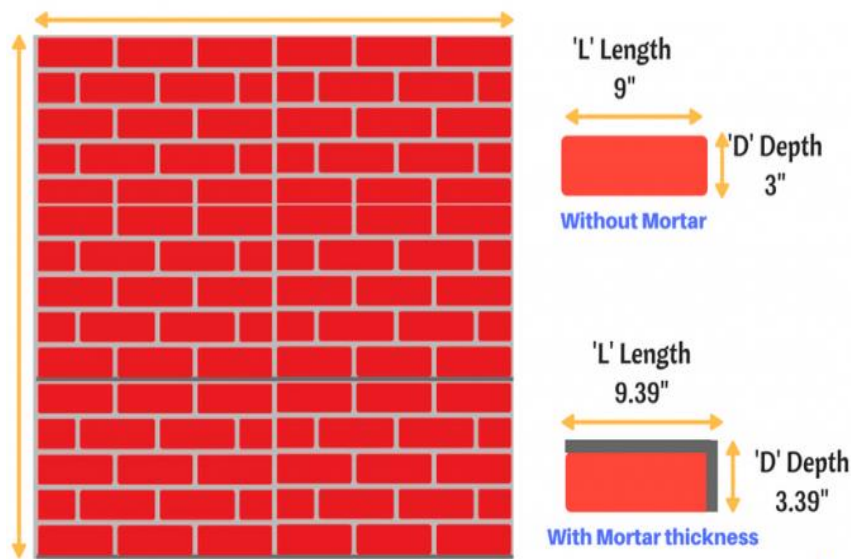 'L' Length
9"
'D' Depth
3"
Without Mortar
'L' Length
9.39"
'D' Depth
3.39"
With Mortar thickness